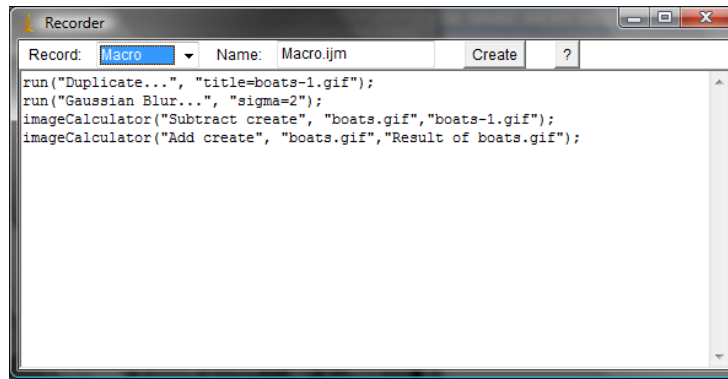 Recorder
Record: Macro Name: Macro.ijm Create ?
run("Duplicate...", "title=boats-1.gif");
run("Gaussian Blur...", "sigma=2");
imageCalculator("Subtract create", "boats.gif","boats-1.gif");
imageCalculator("Add create", "boats.gif","Result of boats.gif");